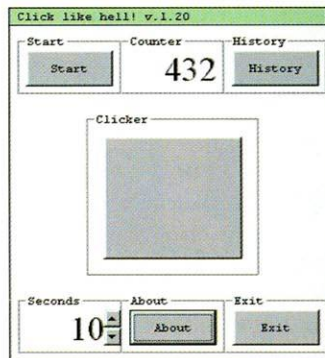 Click like hell! v.1.20
Start Counter History
Start 432 History
Clicker
Seconds About Exit
10 About Exit